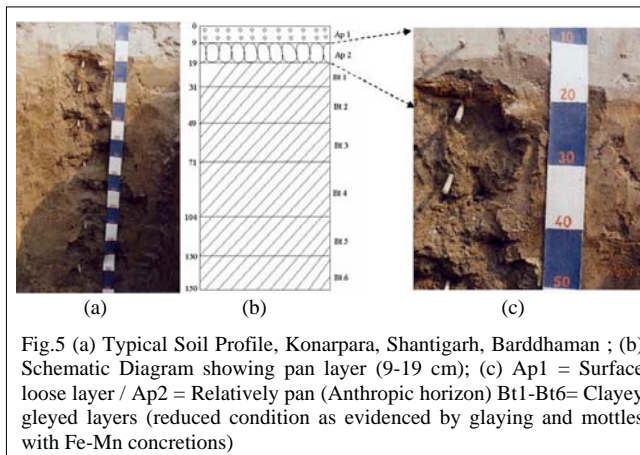 0
9
19
31
49
71
104
130
150
Ap 1
Ap 2
Bt 1
Bt 2
Bt 3
Bt 4
Bt 5
Bt 6
10
20
30
40
50
(a) (b) (c)
Fig.5 (a) Typical Soil Profile, Konarpara, Shantigarh, Barddhaman ; (b)
Schematic Diagram showing pan layer (9-19 cm); (c) Ap1 = Surface
loose layer / Ap2 = Relatively pan (Anthropic horizon) Bt1-Bt6= Clayey
gleyed layers (reduced condition as evidenced by glaying and mottles
with Fe-Mn concretions)